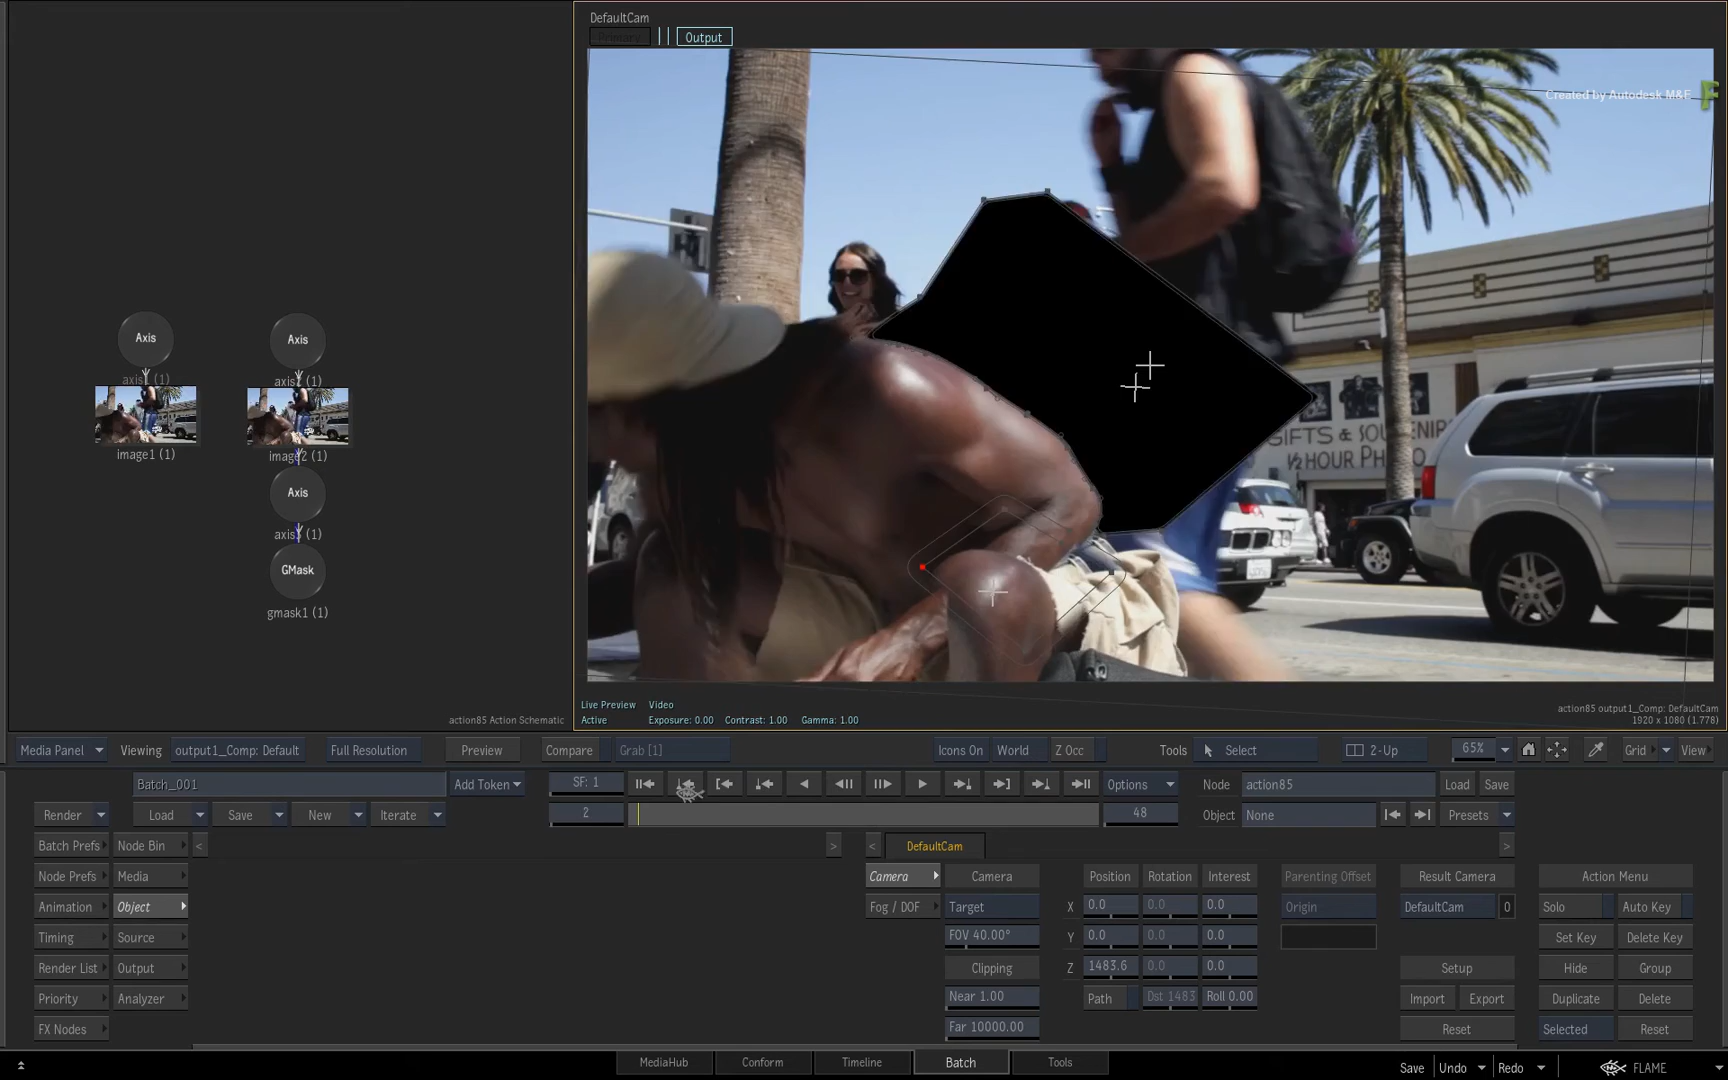 DefaultCam
Primary
Output
Created by Autodesk M&E
GIFTS & SOUVENIRS
½ HOUR PHOTO
Axis
Axis
axis1 (1)
axis2 (1)
image1 (1)
image2 (1)
Axis
axis3 (1)
GMask
gmask1 (1)
action85 Action Schematic
Live Preview Video
Active Exposure: 0.00 Contrast: 1.00 Gamma: 1.00
action85 output1_Comp: DefaultCam
1920 x 1080 (1.778)
Media Panel Viewing output1_Comp: Default Full Resolution Preview Compare Grab [1] Icons On World Z Occ Tools Select 2-Up 65% Grid View
Batch_001 Add Token SF: 1 Options Node action85 Load Save
Render Load Save New Iterate 2 48 Object None Presets
Batch Prefs Node Bin < > < DefaultCam >
Node Prefs Media Camera Camera Position Rotation Interest Parenting Offset Result Camera Action Menu
Animation Object Fog / DOF Target X 0.0 0.0 0.0 Origin DefaultCam 0 Solo Auto Key
Timing Source FOV 40.00° Y 0.0 0.0 0.0 Set Key Delete Key
Render List Output Clipping Z 1483.6 0.0 0.0 Setup Hide Group
Priority Analyzer Near 1.00 Path Dst 1483 Roll 0.00 Import Export Duplicate Delete
FX Nodes Far 10000.00 Reset Selected Reset
MediaHub Conform Timeline Batch Tools Save Undo Redo FLAME